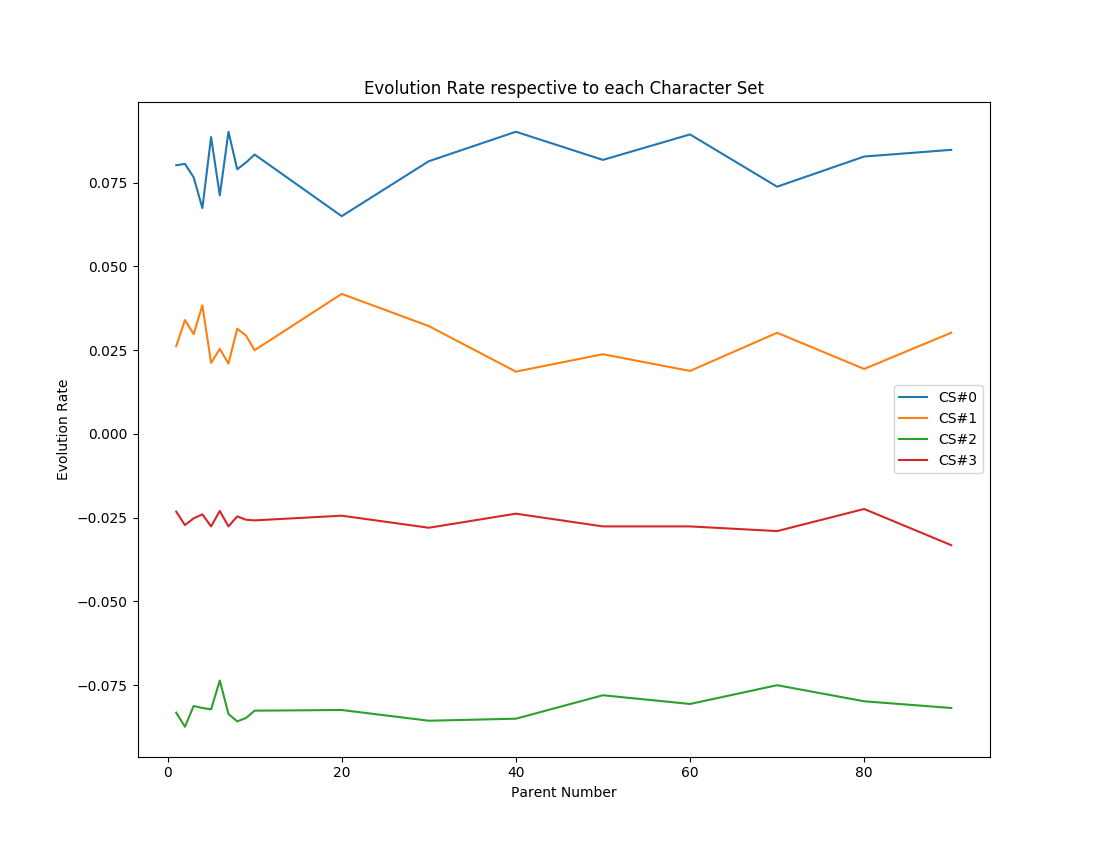 Evolution Rate respective to each Character Set
Evolution Rate
0.075
0.050
0.025
0.000
−0.025
−0.050
−0.075
CS#0
CS#1
CS#2
CS#3
0 20 40 60 80
Parent Number